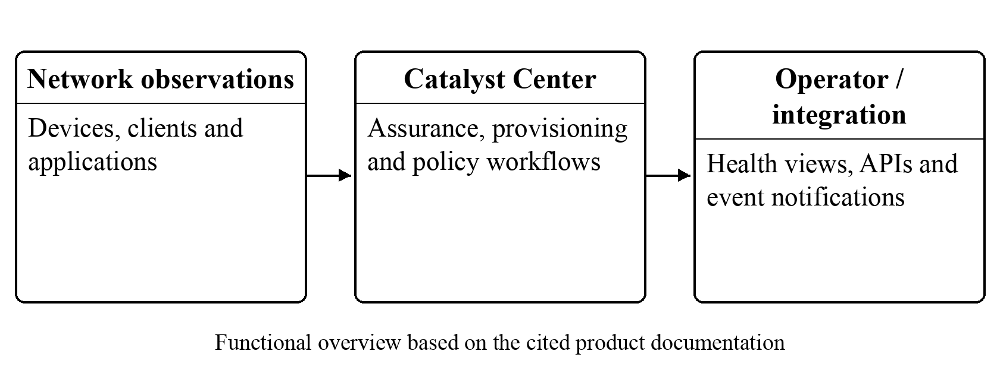 Network observations
Devices, clients and
applications
Catalyst Center
Assurance, provisioning
and policy workflows
Operator /
integration
Health views, APIs and
event notifications
Functional overview based on the cited product documentation